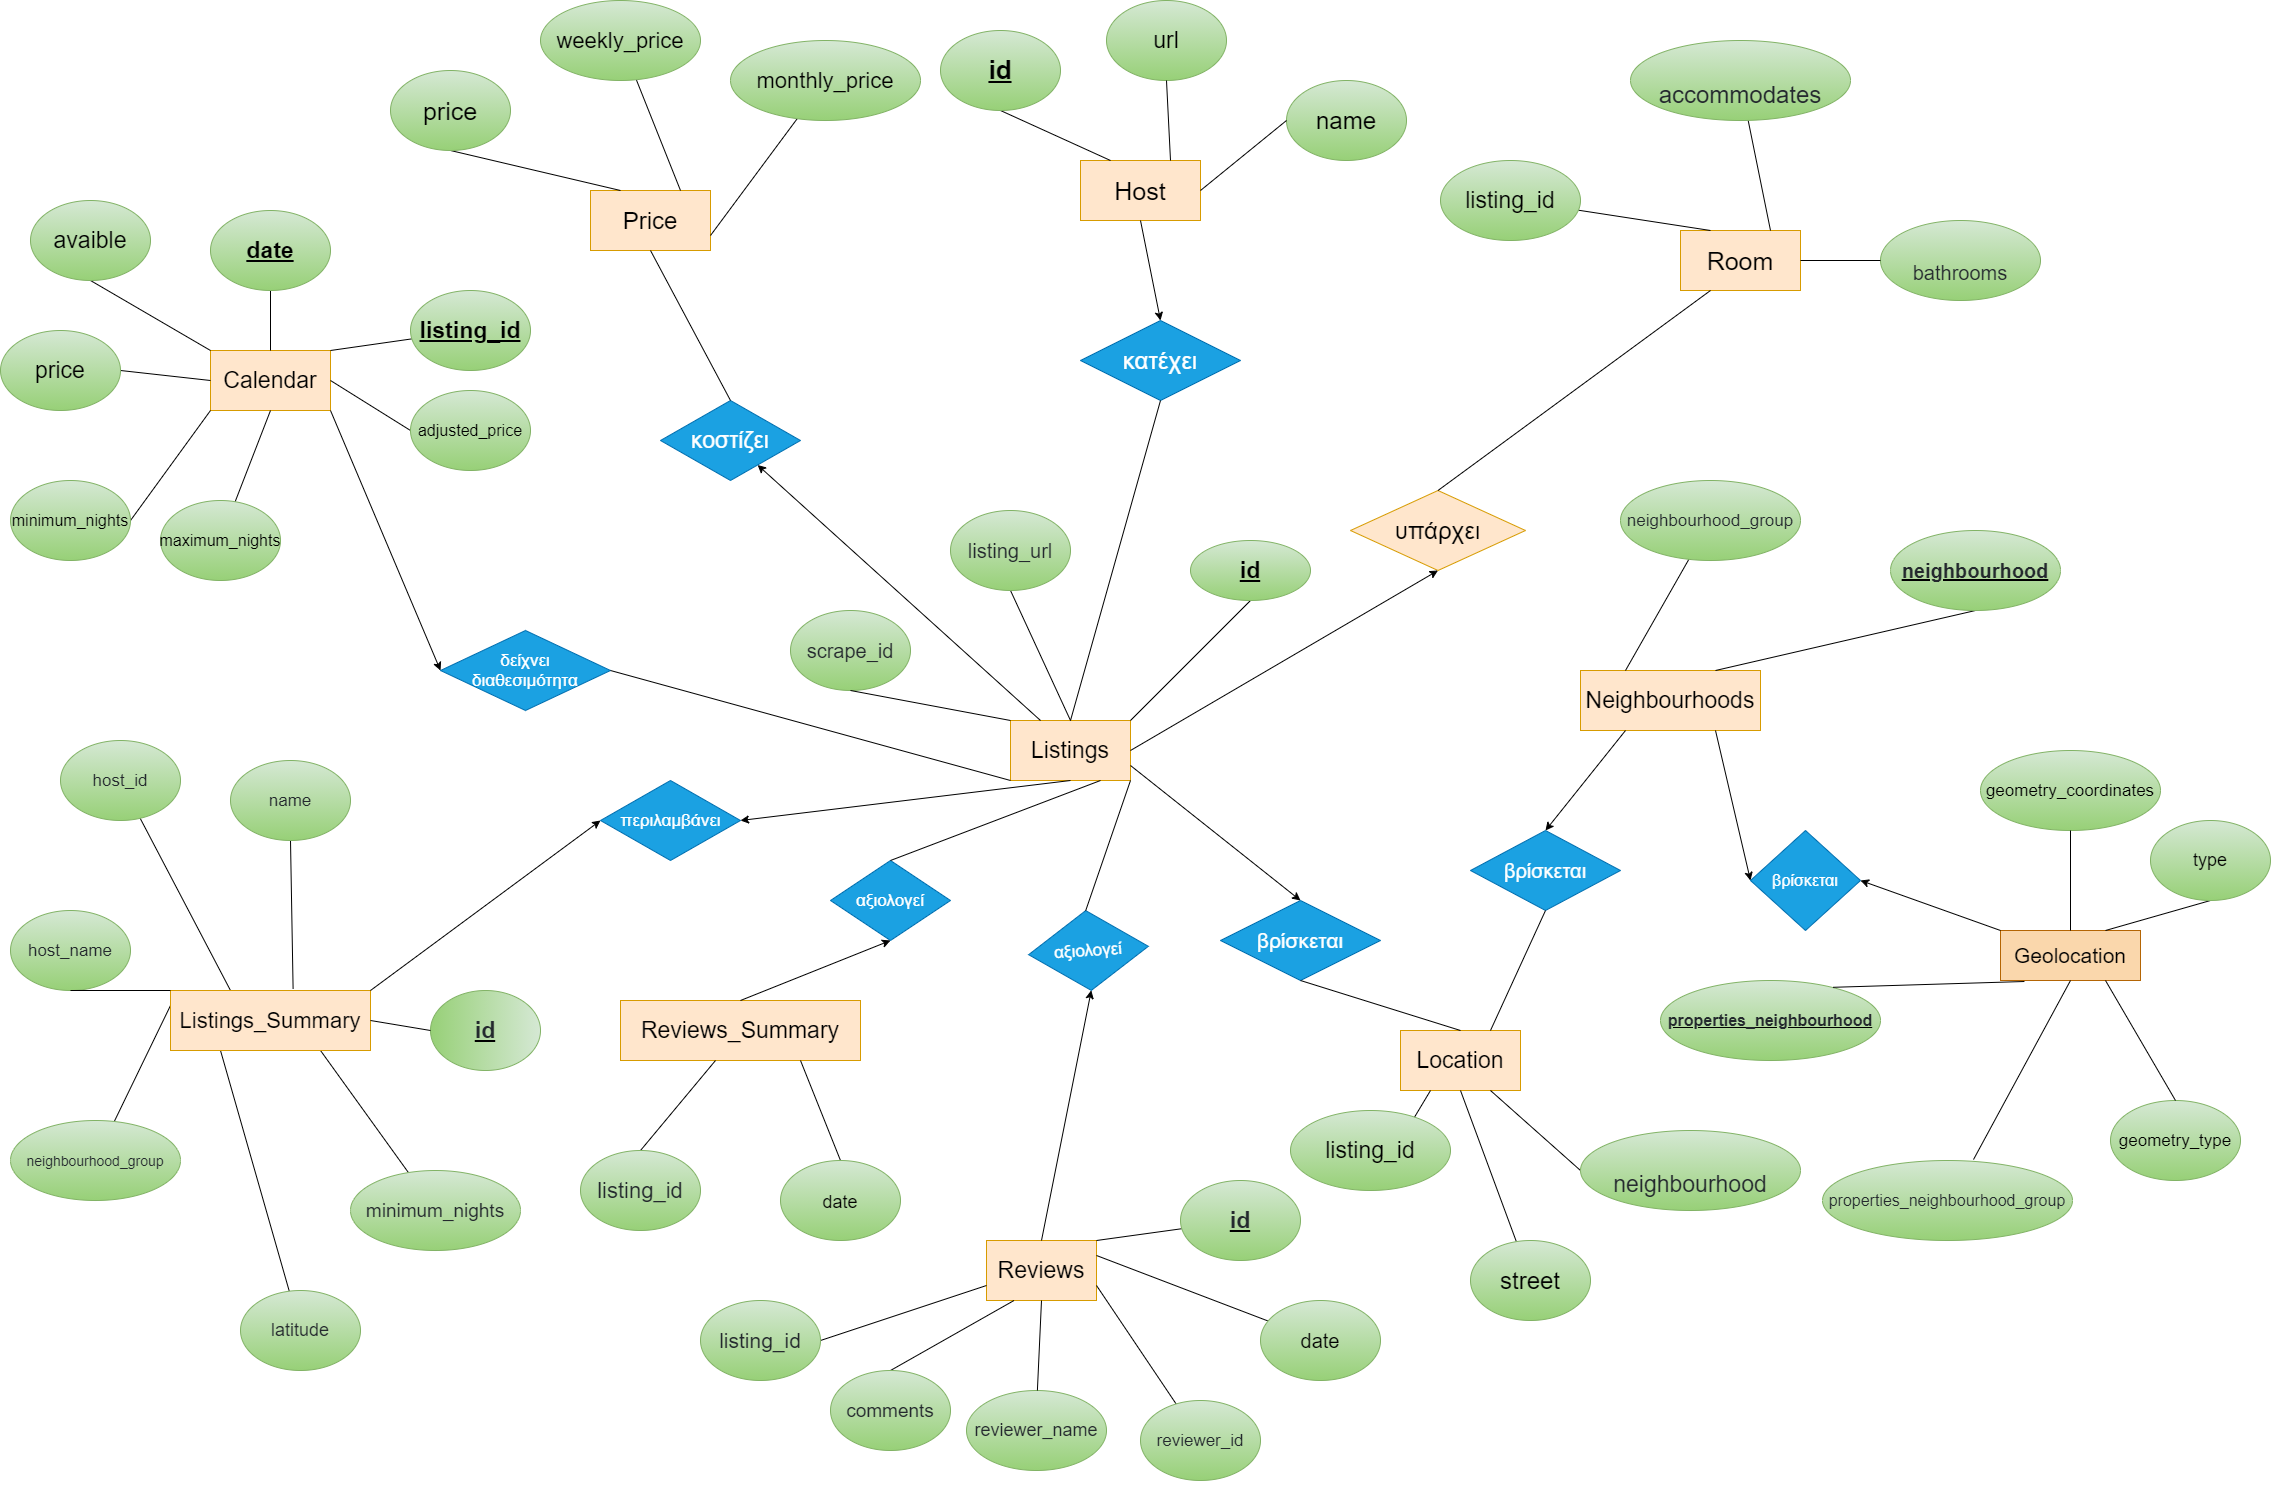 weekly_price
url
id
monthly_price
accommodates
price
name
Host
listing_id
Price
avaible
date
Room
bathrooms
listing_id
κατέχει
price
Calendar
adjusted_price
κοστίζει
minimum_nights
maximum_nights
υπάρχει
neighbourhood_group
listing_url
id
neighbourhood
scrape_id
δείχνει
διαθεσιμότητα
Neighbourhoods
Listings
host_id
name
περιλαμβάνει
geometry_coordinates
type
βρίσκεται
βρίσκεται
αξιολογεί
βρίσκεται
αξιολογεί
host_name
Geolocation
Listings_Summary
id
Reviews_Summary
properties_neighbourhood
Location
neighbourhood_group
listing_id
geometry_type
neighbourhood
listing_id
date
minimum_nights
properties_neighbourhood_group
id
Reviews
street
latitude
listing_id
date
comments
reviewer_name
reviewer_id